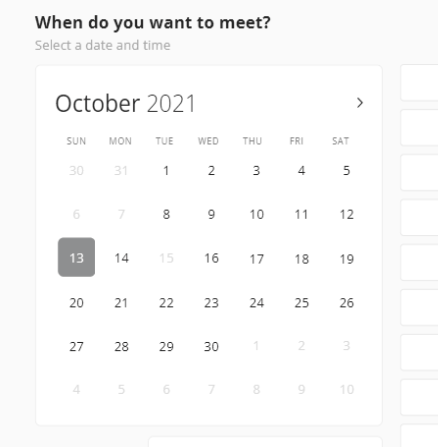 When do you want to meet?
Select a date and time
October 2021 >
SUN MON TUE WED THU FRI SAT
30 31 1 2 3 4 5
6 7 8 9 10 11 12
13 14 15 16 17 18 19
20 21 22 23 24 25 26
27 28 29 30 1 2 3
4 5 6 7 8 9 10